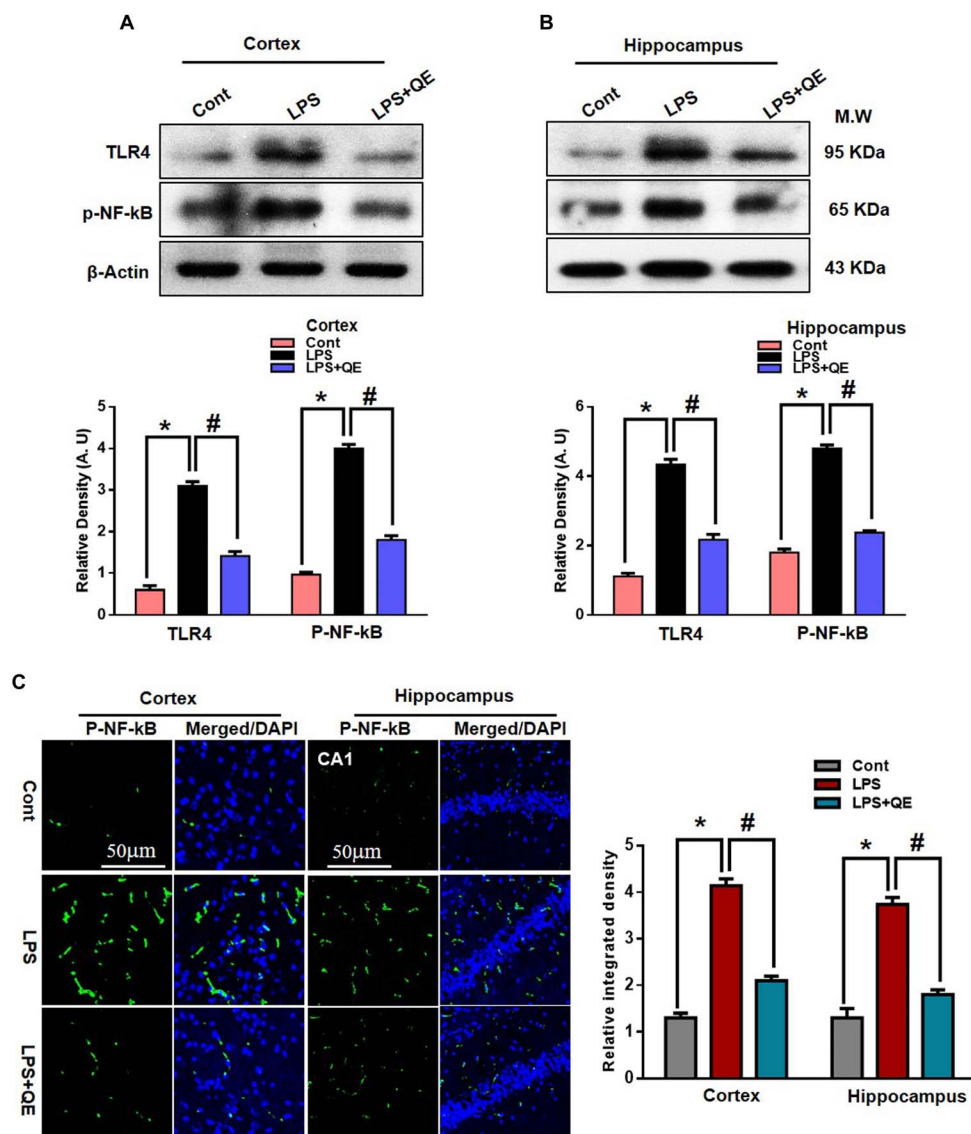 A
Cortex
Cont
LPS
LPS+QE
TLR4
p-NF-kB
β-Actin
B
Hippocampus
Cont
LPS
LPS+QE
M.W
95 KDa
65 KDa
43 KDa
Cortex
Cont
LPS
LPS+QE
Relative Density (A. U)
5
4
3
2
1
0
* # * #
TLR4 P-NF-kB
Hippocampus
Cont
LPS
LPS+QE
Relative Density (A. U)
6
4
2
0
* # * #
TLR4 P-NF-kB
C
Cortex Hippocampus
P-NF-kB Merged/DAPI P-NF-kB Merged/DAPI
Cont
CA1
50μm 50μm
LPS
LPS+QE
Cont
LPS
LPS+QE
Relative integrated density
5
4
3
2
1
0
* # * #
Cortex Hippocampus